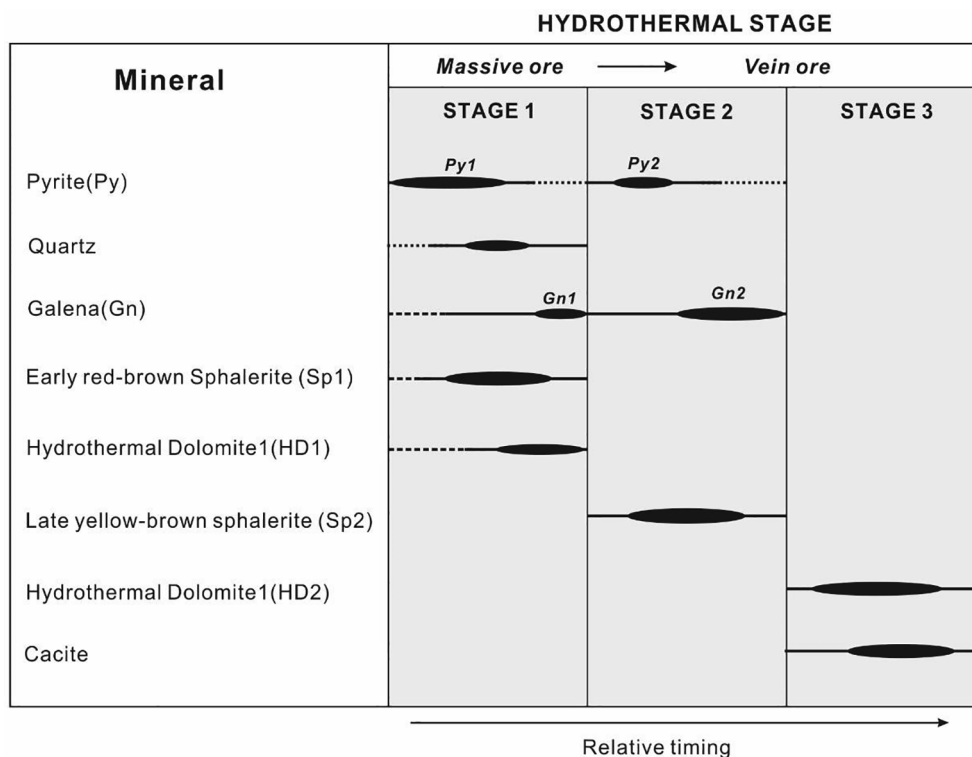 HYDROTHERMAL STAGE
Mineral
Massive ore
Vein ore
STAGE 1
STAGE 2
STAGE 3
Pyrite(Py)
Py1
Py2
Quartz
Galena(Gn)
Gn1
Gn2
Early red-brown Sphalerite (Sp1)
Hydrothermal Dolomite1(HD1)
Late yellow-brown sphalerite (Sp2)
Hydrothermal Dolomite1(HD2)
Cacite
Relative timing